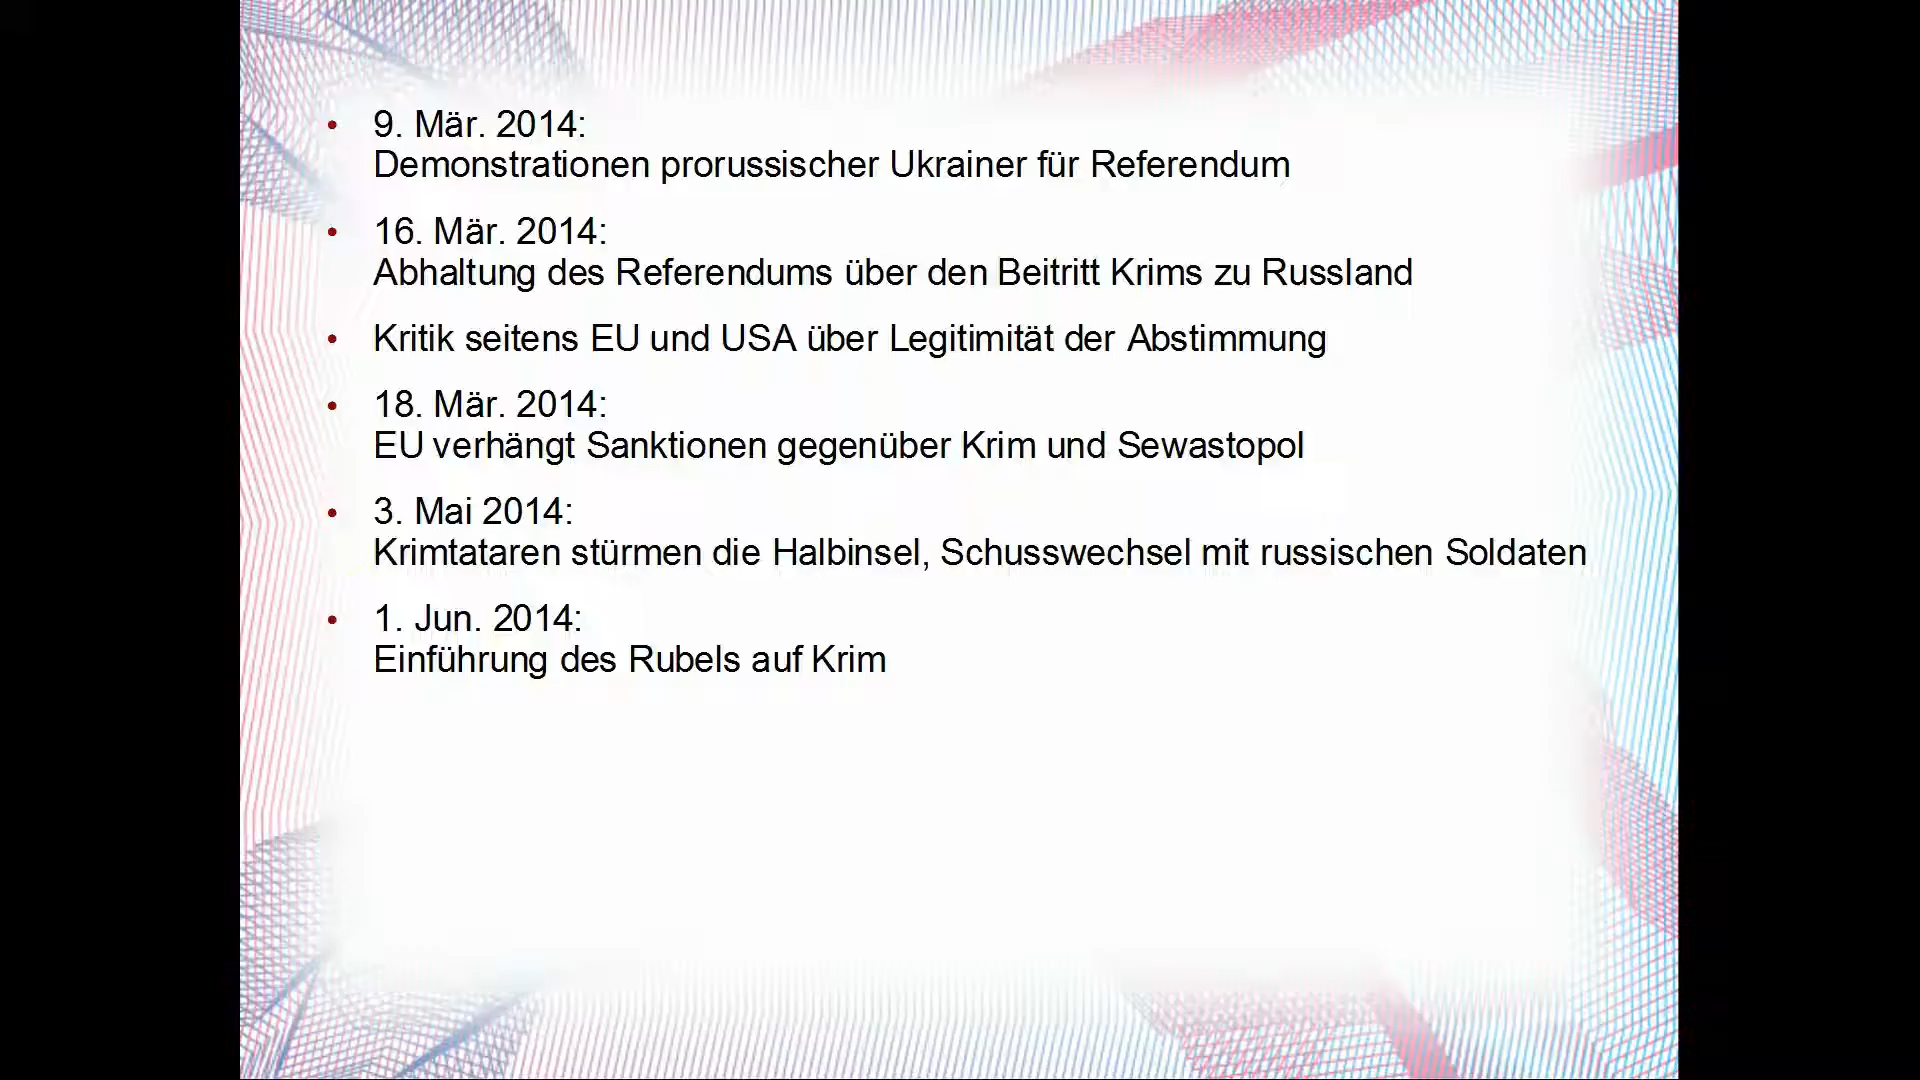 • 9. Mär. 2014:
Demonstrationen prorussischer Ukrainer für Referendum
• 16. Mär. 2014:
Abhaltung des Referendums über den Beitritt Krims zu Russland
• Kritik seitens EU und USA über Legitimität der Abstimmung
• 18. Mär. 2014:
EU verhängt Sanktionen gegenüber Krim und Sewastopol
• 3. Mai 2014:
Krimtataren stürmen die Halbinsel, Schusswechsel mit russischen Soldaten
• 1. Jun. 2014:
Einführung des Rubels auf Krim